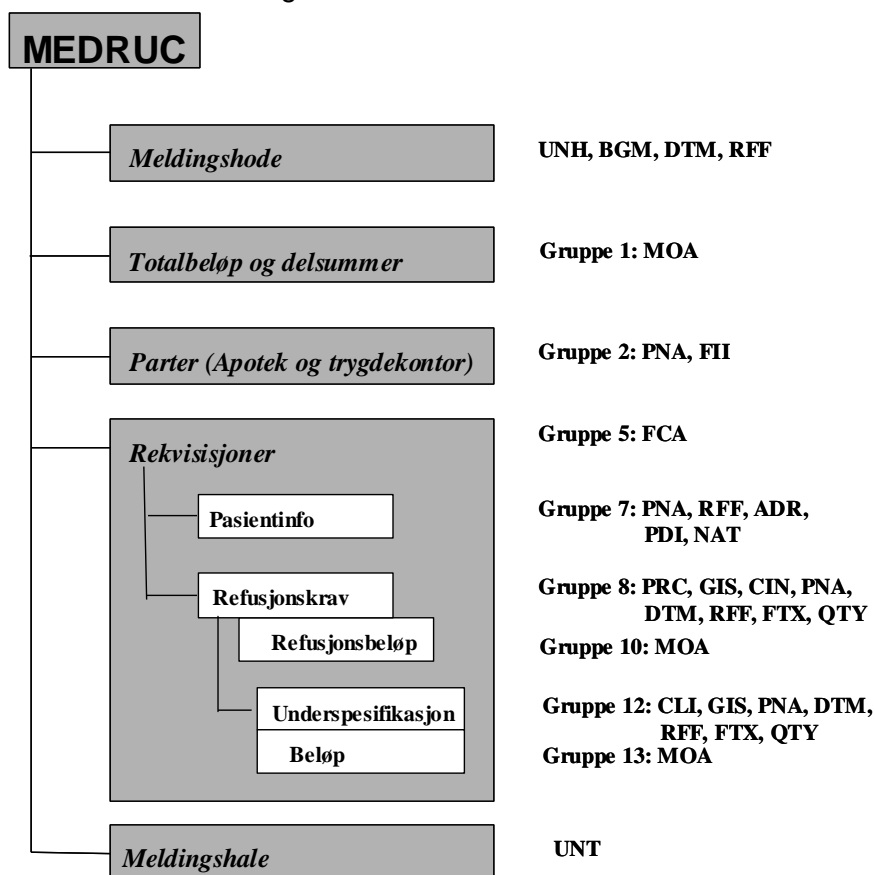 MEDRUC
Meldingshode
UNH, BGM, DTM, RFF
Totalbeløp og delsummer
Gruppe 1: MOA
Parter (Apotek og trygdekontor)
Gruppe 2: PNA, FII
Rekvisisjoner
Gruppe 5: FCA
Pasientinfo
Gruppe 7: PNA, RFF, ADR,
PDI, NAT
Refusjonskrav
Gruppe 8: PRC, GIS, CIN, PNA,
DTM, RFF, FTX, QTY
Refusjonsbeløp
Gruppe 10: MOA
Underspesifikasjon
Gruppe 12: CLI, GIS, PNA, DTM,
RFF, FTX, QTY
Beløp
Gruppe 13: MOA
Meldingshale
UNT